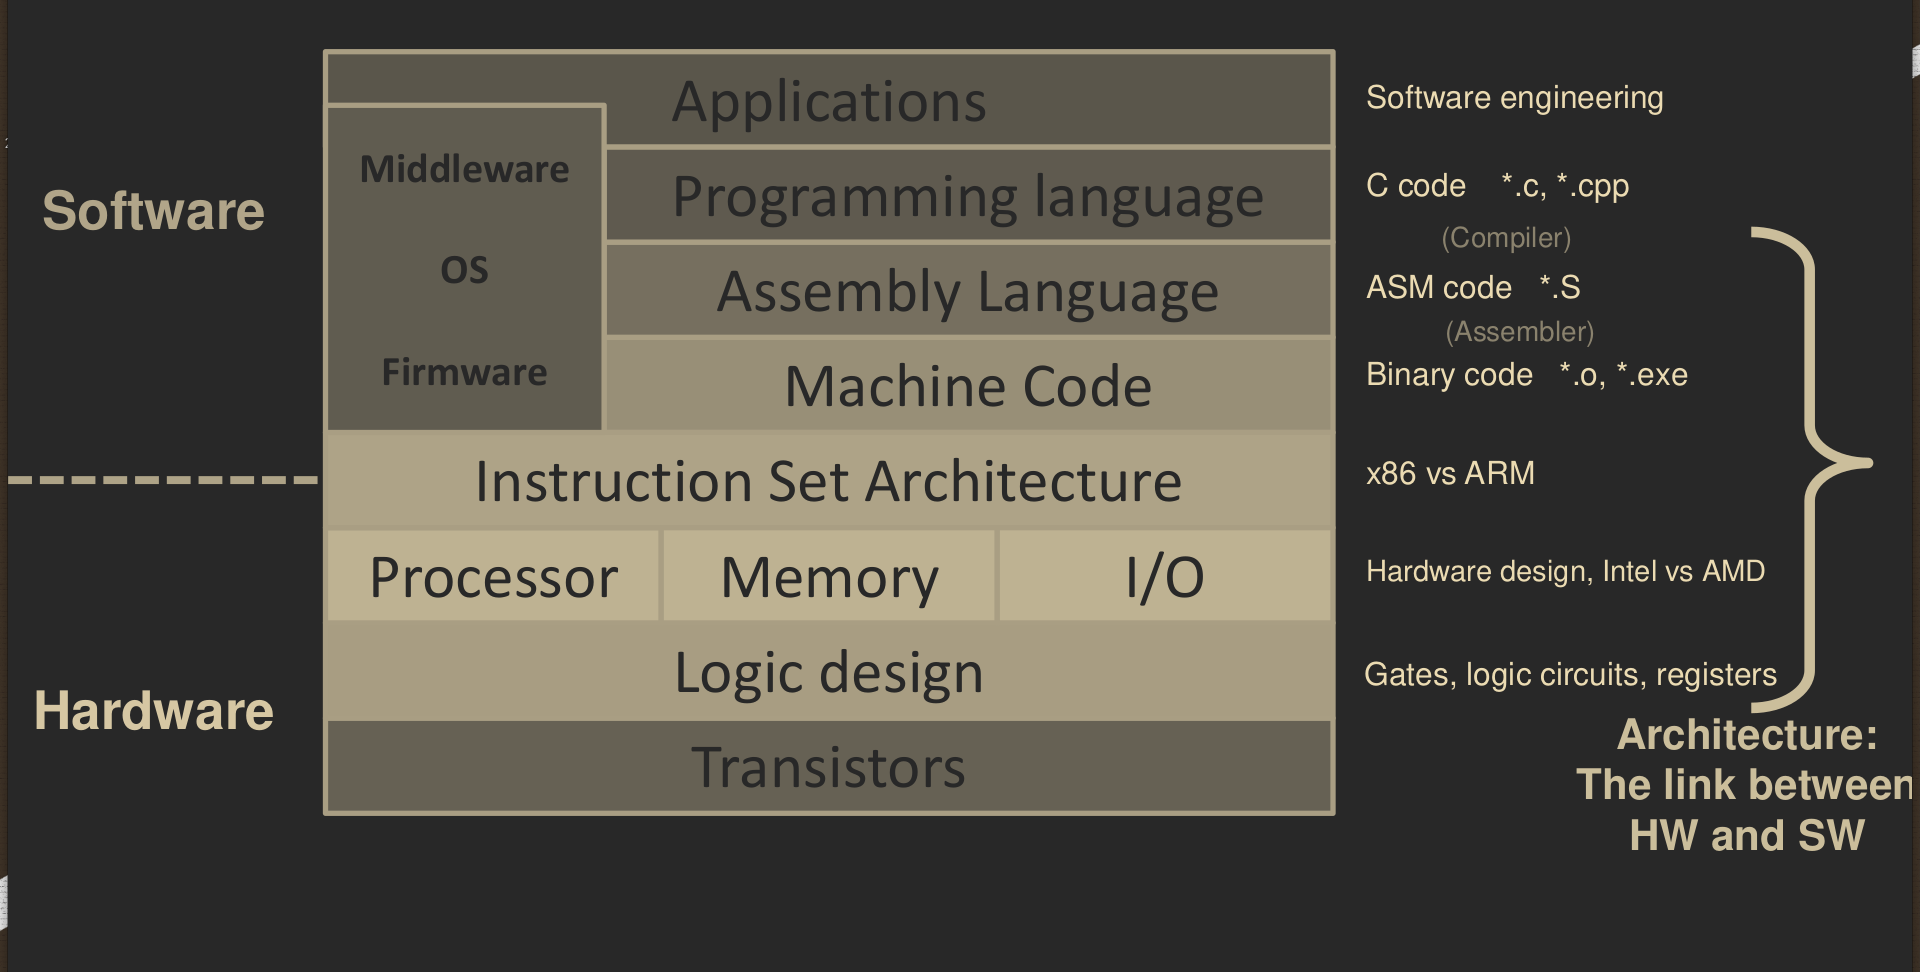 Applications
Software engineering
Middleware
Programming language
C code *.c, *.cpp
Software
(Compiler)
OS
Assembly Language
ASM code *.S
(Assembler)
Firmware
Machine Code
Binary code *.o, *.exe
Instruction Set Architecture
x86 vs ARM
Processor
Memory
I/O
Hardware design, Intel vs AMD
Logic design
Gates, logic circuits, registers
Hardware
Transistors
Architecture:
The link between
HW and SW